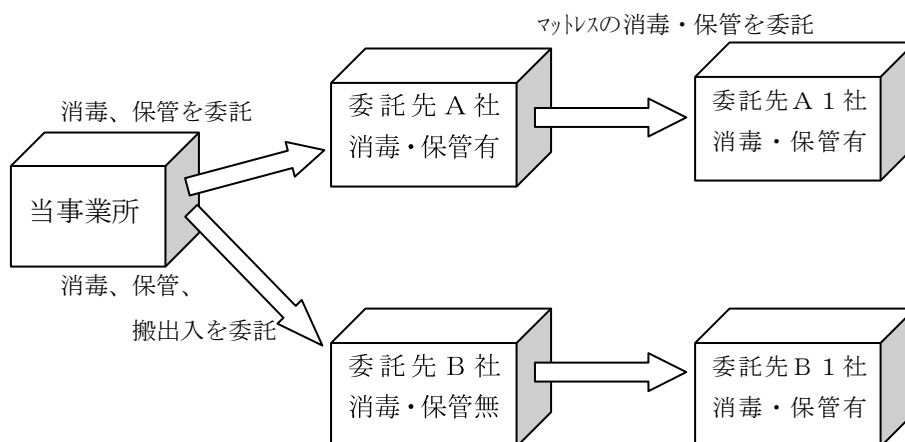 マットレスの消毒・保管を委託
消毒、保管を委託
委託先Ａ社
消毒・保管有
委託先Ａ１社
消毒・保管有
当事業所
消毒、保管、
搬出入を委託
委託先Ｂ社
消毒・保管無
委託先Ｂ１社
消毒・保管有